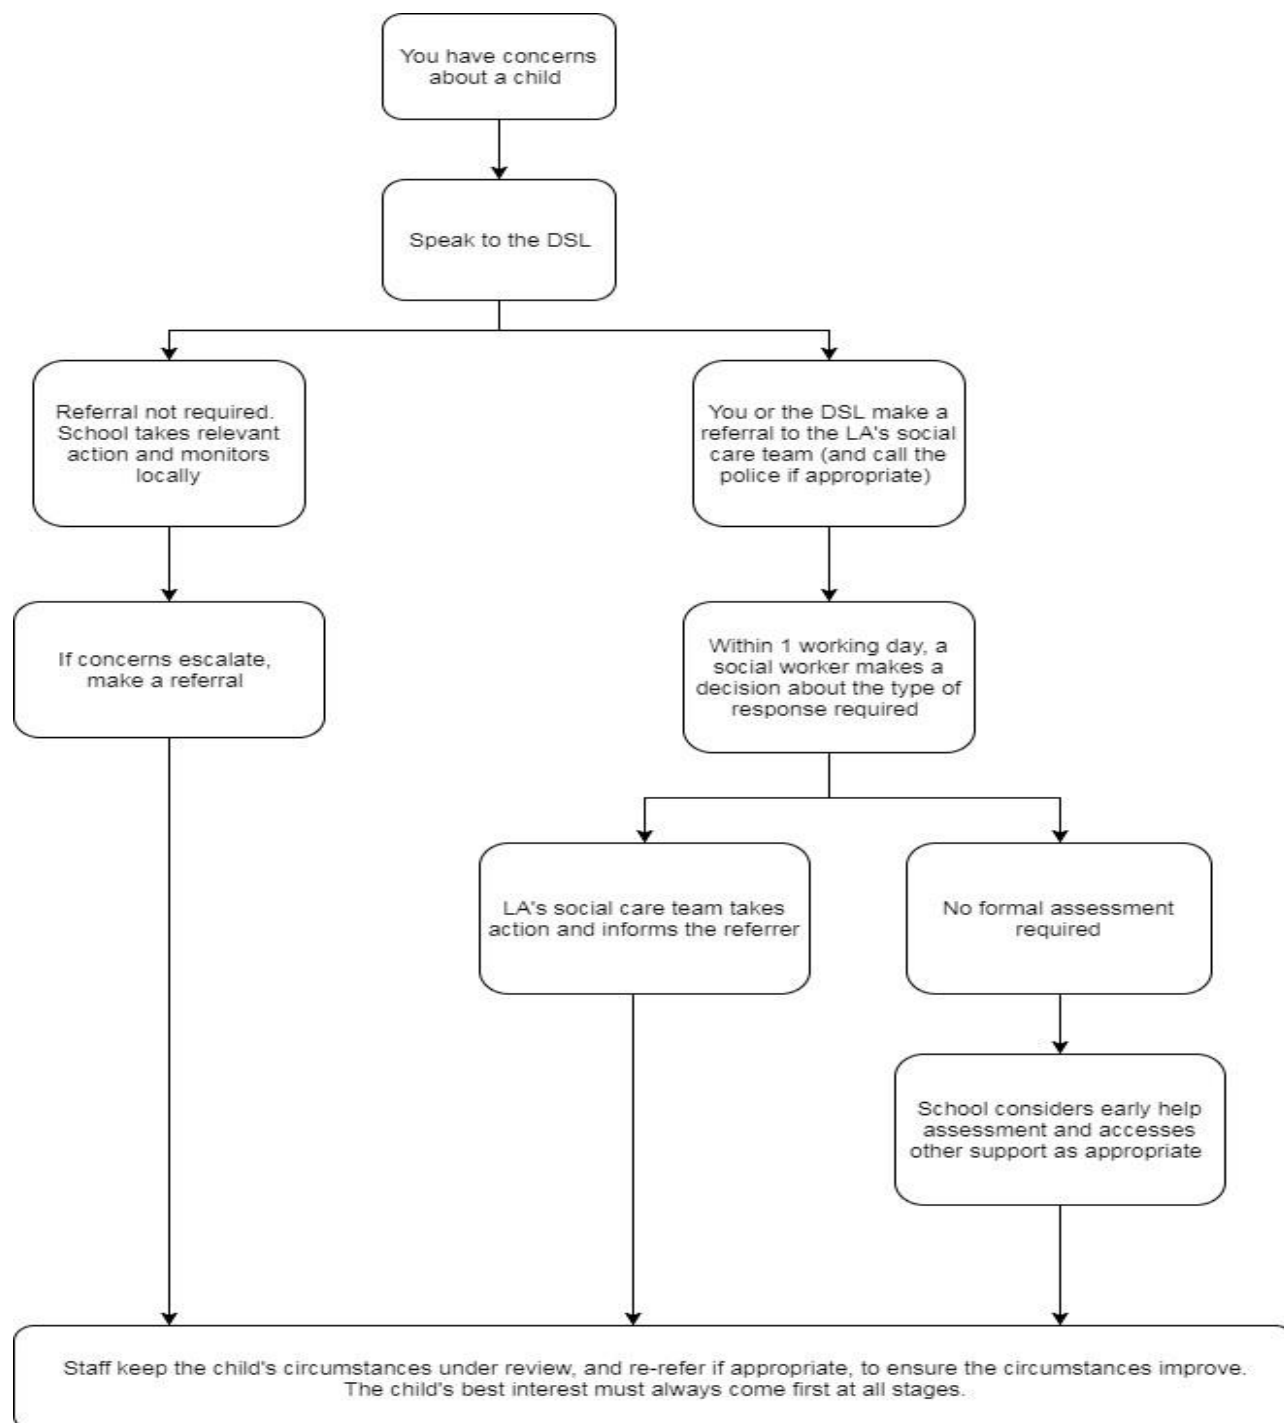 You have concerns
about a child
Speak to the DSL
Referral not required.
School takes relevant
action and monitors
locally
You or the DSL make a
referral to the LA's social
care team (and call the
police if appropriate)
If concerns escalate,
make a referral
Within 1 working day, a
social worker makes a
decision about the type of
response required
LA's social care team takes
action and informs the referrer
No formal assessment
required
School considers early help
assessment and accesses
other support as appropriate
Staff keep the child's circumstances under review, and re-refer if appropriate, to ensure the circumstances improve.
The child's best interest must always come first at all stages.